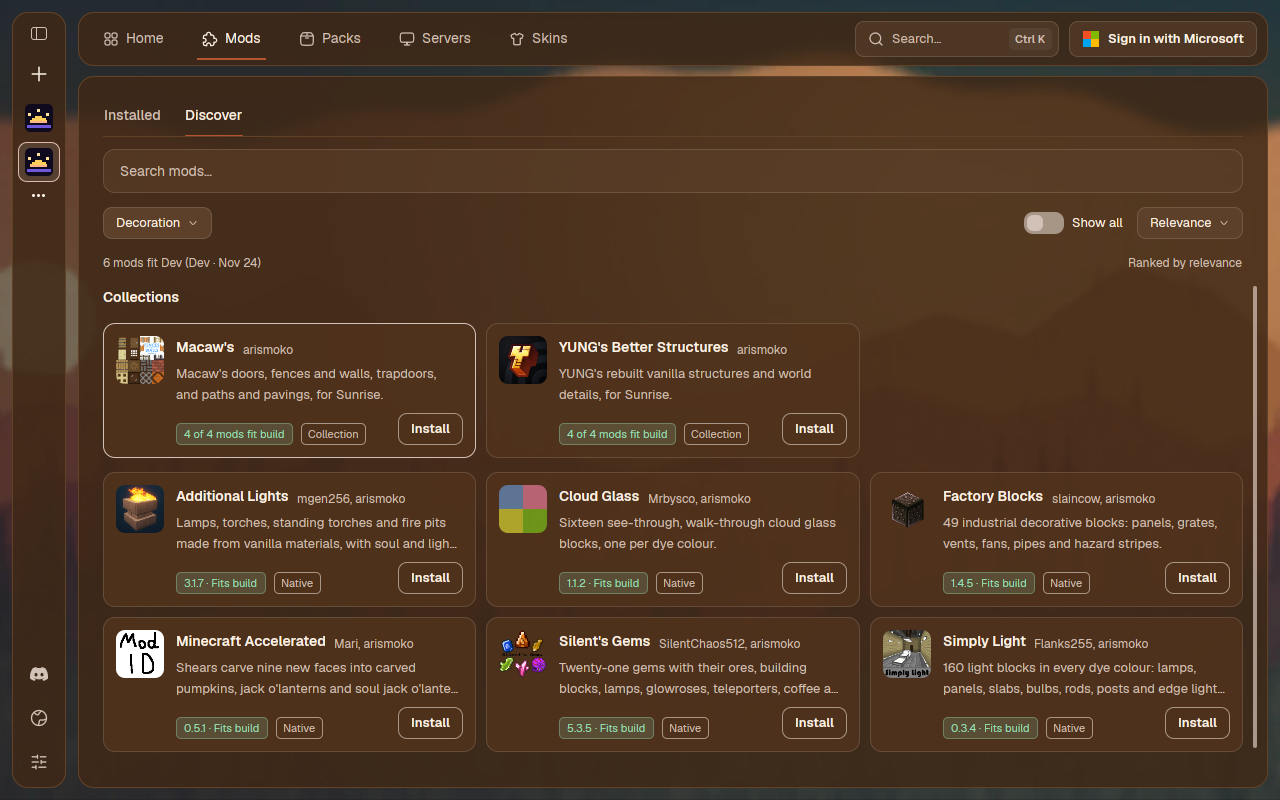 Home
Mods
Packs
Servers
Skins
Search...
Ctrl K
Sign in with Microsoft
Installed
Discover
Search mods...
Decoration
Show all
Relevance
6 mods fit Dev (Dev · Nov 24)
Ranked by relevance
Collections
Macaw's arismoko
Macaw's doors, fences and walls, trapdoors,
and paths and pavings, for Sunrise.
4 of 4 mods fit build
Collection
Install
YUNG's Better Structures arismoko
YUNG's rebuilt vanilla structures and world
details, for Sunrise.
4 of 4 mods fit build
Collection
Install
Additional Lights mgen256, arismoko
Lamps, torches, standing torches and fire pits
made from vanilla materials, with soul and ligh...
3.1.7 · Fits build
Native
Install
Cloud Glass Mrbysco, arismoko
Sixteen see-through, walk-through cloud glass
blocks, one per dye colour.
1.1.2 · Fits build
Native
Install
Factory Blocks slaincow, arismoko
49 industrial decorative blocks: panels, grates,
vents, fans, pipes and hazard stripes.
1.4.5 · Fits build
Native
Install
Mod
ID
Minecraft Accelerated Mari, arismoko
Shears carve nine new faces into carved
pumpkins, jack o'lanterns and soul jack o'lante...
0.5.1 · Fits build
Native
Install
Silent's Gems SilentChaos512, arismoko
Twenty-one gems with their ores, building
blocks, lamps, glowroses, teleporters, coffee a...
5.3.5 · Fits build
Native
Install
Simply Light
Simply Light Flanks255, arismoko
160 light blocks in every dye colour: lamps,
panels, slabs, bulbs, rods, posts and edge light...
0.3.4 · Fits build
Native
Install